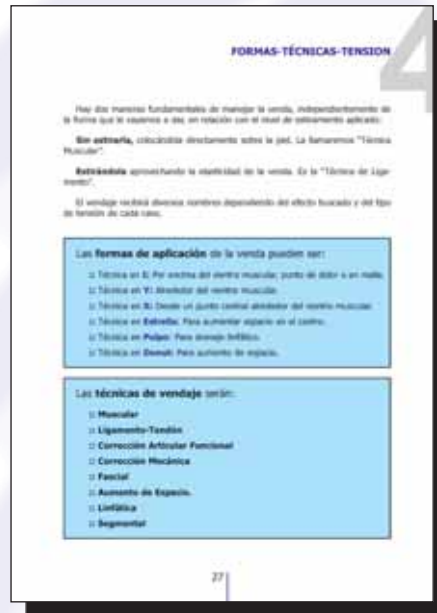 4
FORMAS-TÉCNICAS-TENSION
Hay dos maneras fundamentales de manejar la venda, independientemente de
la forma que le vayamos a dar, en relación con el nivel de estiramiento aplicado:
Sin estirarla, colocándola directamente sobre la piel. La llamaremos "Técnica
Muscular".
Estirándola aprovechando la elasticidad de la venda. Es la "Técnica de Liga-
mento".
El vendaje recibirá diversos nombres dependiendo del efecto buscado y del tipo
de tensión de cada caso.
Las formas de aplicación de la venda pueden ser:
Técnica en I: Por encima del vientre muscular, punto de dolor o en malla.
Técnica en Y: Alrededor del vientre muscular.
Técnica en X: Desde un punto central alrededor del vientre muscular.
Técnica en Estrella: Para aumentar espacio en el centro.
Técnica en Pulpo: Para drenaje linfático.
Técnica en Donut: Para aumento de espacio.
Las técnicas de vendaje serán:
Muscular
Ligamento-Tendón
Corrección Articular Funcional
Corrección Mecánica
Fascial
Aumento de Espacio.
Linfática
Segmental
27